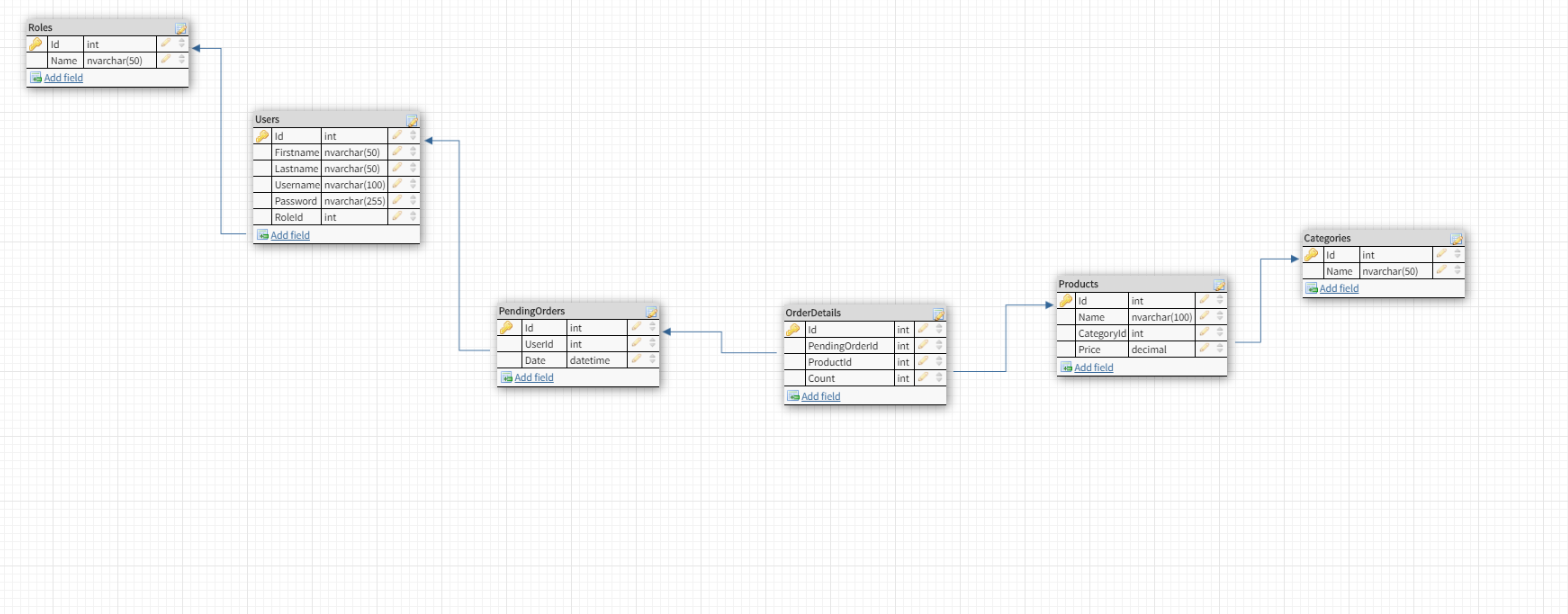 Roles
Id int
Name nvarchar(50)
Add field
Users
Id int
Firstname nvarchar(50)
Lastname nvarchar(50)
Username nvarchar(100)
Password nvarchar(255)
RoleId int
Add field
PendingOrders
Id int
UserId int
Date datetime
Add field
OrderDetails
Id int
PendingOrderId int
ProductId int
Count int
Add field
Products
Id int
Name nvarchar(100)
CategoryId int
Price decimal
Add field
Categories
Id int
Name nvarchar(50)
Add field